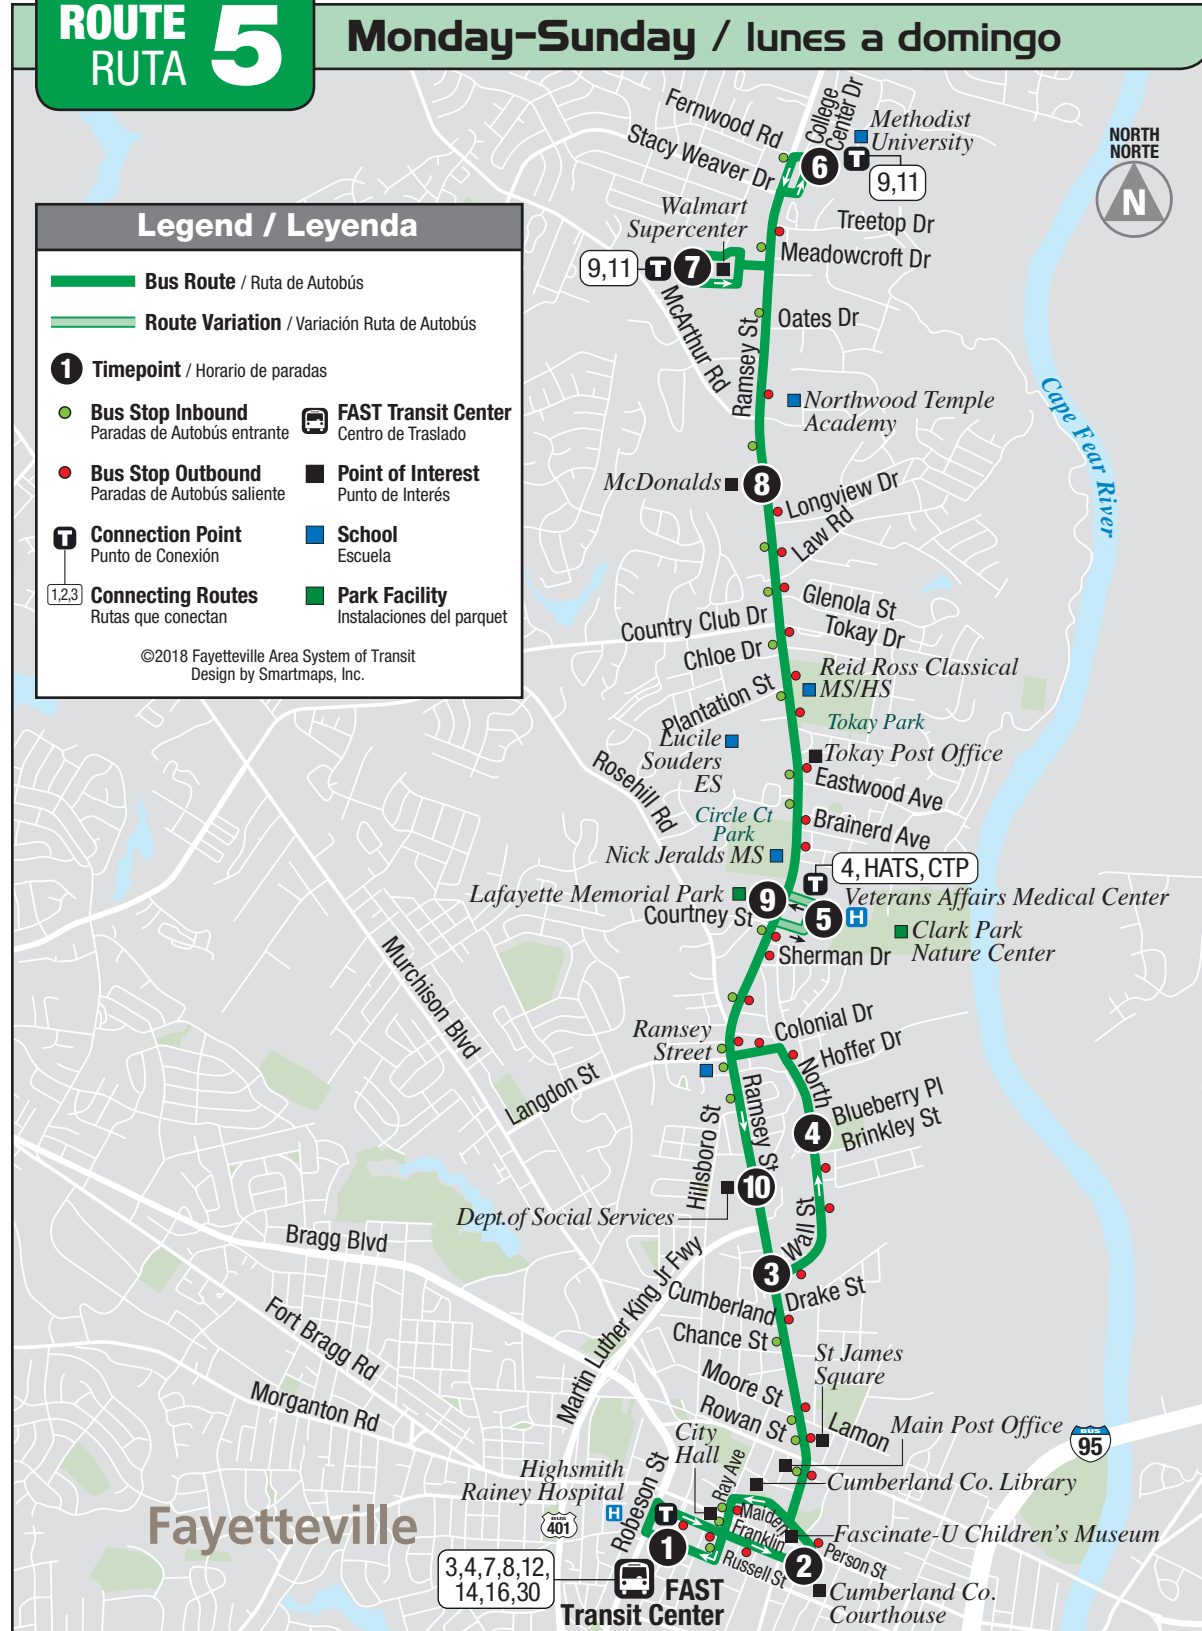 ROUTE
RUTA
5
Monday–Sunday / lunes a domingo
Fernwood Rd
College
Center Dr
Methodist
University
Stacy Weaver Dr
6
T
9,11
NORTH
NORTE
N
Walmart
Supercenter
Treetop Dr
Meadowcroft Dr
9,11
T
7
McArthur Rd
Ramsey St
Oates Dr
Northwood Temple
Academy
Cape Fear River
McDonalds
8
Longview Dr
Law Rd
Glenola St
Country Club Dr
Tokay Dr
Chloe Dr
Reid Ross Classical
MS/HS
Plantation St
Tokay Park
Lucile
Souders
ES
Tokay Post Office
Rosehill Rd
Eastwood Ave
Circle Ct
Park
Brainerd Ave
Nick Jeralds MS
4, HATS, CTP
T
Lafayette Memorial Park
9
Veterans Affairs Medical Center
Courtney St
5
H
Clark Park
Nature Center
Sherman Dr
Murchison Blvd
Ramsey
Street
Colonial Dr
Hoffer Dr
North
Langdon St
Ramsey St
Blueberry Pl
4
Brinkley St
Hillsboro St
10
Dept.of Social Services
Wall St
Bragg Blvd
3
Martin Luther King Jr Fwy
Cumberland
Drake St
Chance St
Fort Bragg Rd
St James
Square
Moore St
Morganton Rd
Rowan St
Lamon
Main Post Office
BUS
95
City
Hall
Ray Ave
Highsmith
Rainey Hospital
H
Robeson St
Cumberland Co. Library
Fayetteville
BUS
401
T
Maiden
Franklin
Fascinate-U Children's Museum
1
Person St
Russell St
2
3,4,7,8,12,
14,16,30
FAST
Transit Center
Cumberland Co.
Courthouse
Legend / Leyenda
Bus Route / Ruta de Autobús
Route Variation / Variación Ruta de Autobús
1 Timepoint / Horario de paradas
Bus Stop Inbound
Paradas de Autobús entrante
FAST Transit Center
Centro de Traslado
Bus Stop Outbound
Paradas de Autobús saliente
Point of Interest
Punto de Interés
T Connection Point
Punto de Conexión
School
Escuela
1,2,3 Connecting Routes
Rutas que conectan
Park Facility
Instalaciones del parquet
©2018 Fayetteville Area System of Transit
Design by Smartmaps, Inc.